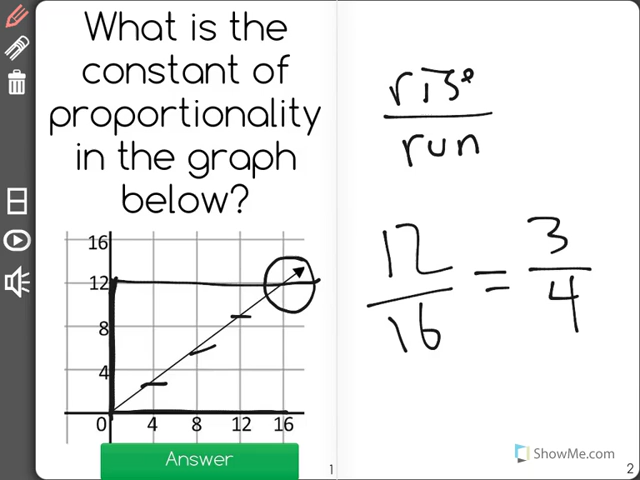 What is the
constant of
proportionality
in the graph
below?
16
12
8
4
0 4 8 12 16
Answer
1
rise
run
12/16 = 3/4
ShowMe.com
2